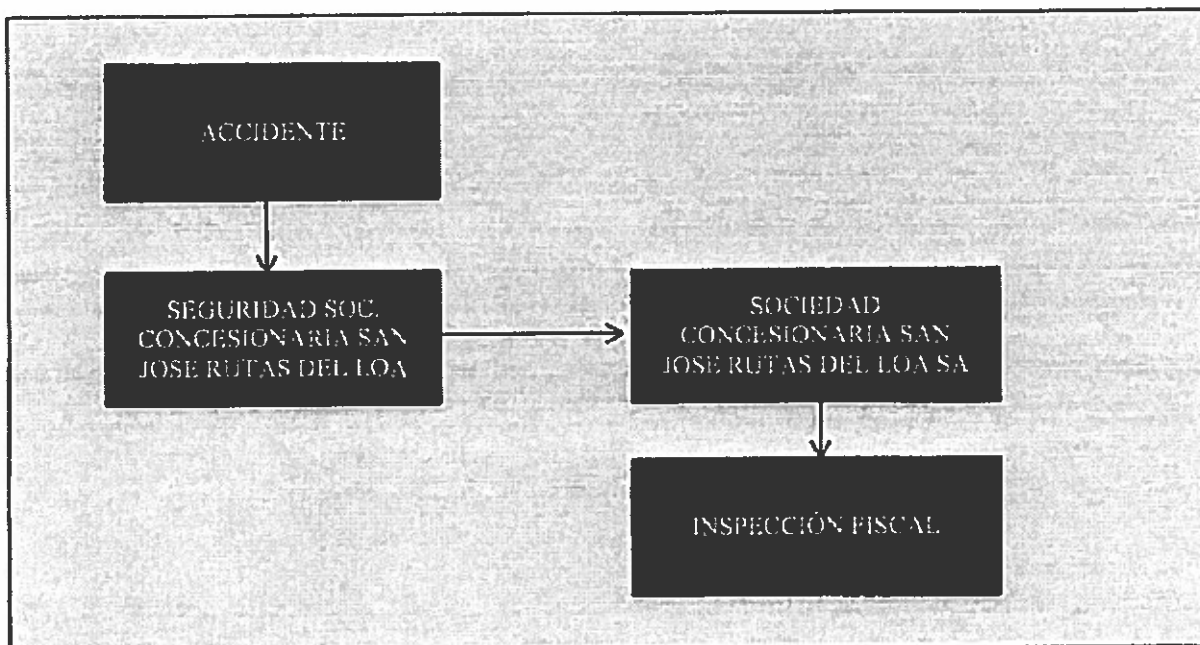 ACCIDENTE
SEGURIDAD SOC.
CONCESIONARIA SAN
JOSE RUTAS DEL LOA
SOCIEDAD
CONCESIONARIA SAN
JOSE RUTAS DEL LOA SA
INSPECCIÓN FISCAL